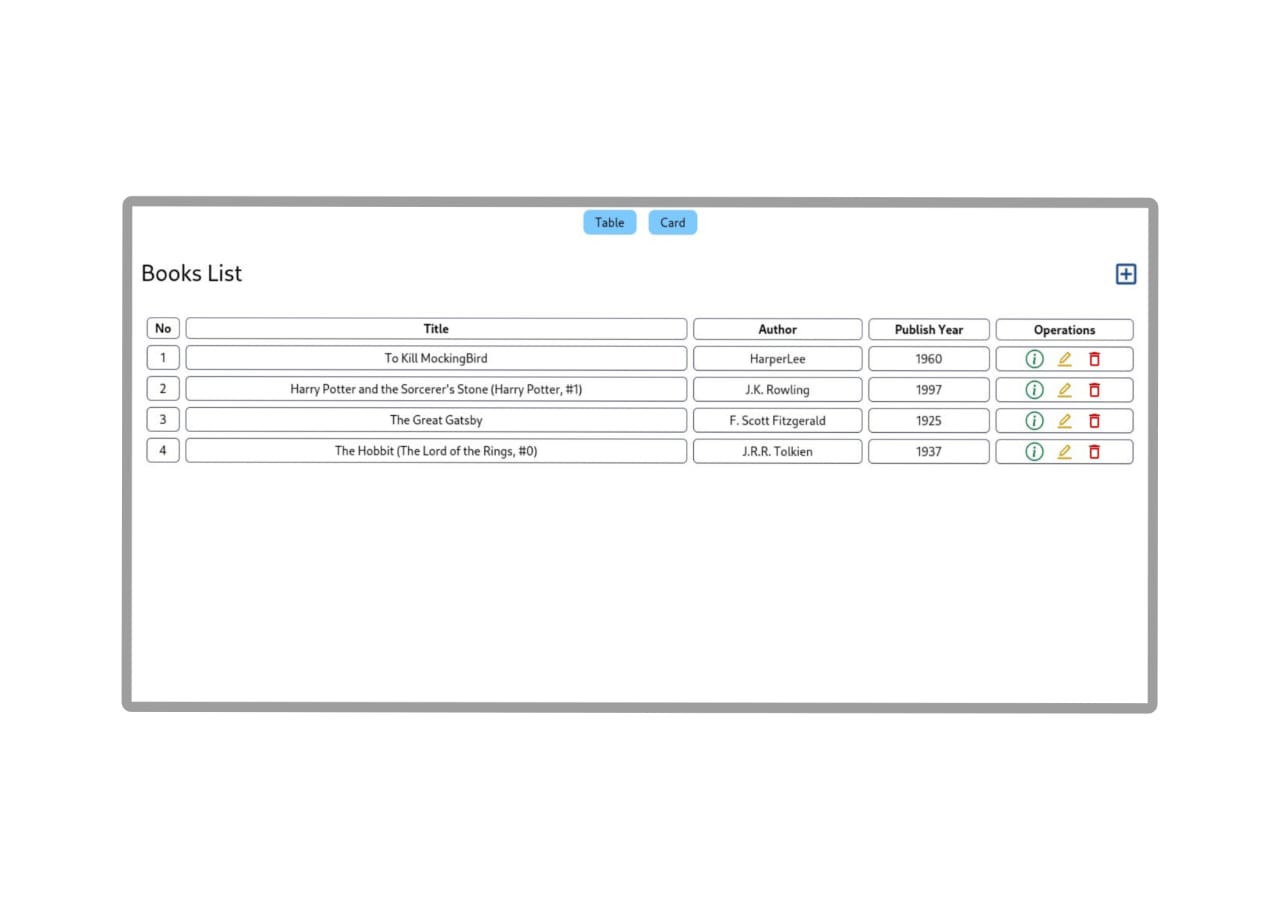 Table Card
Books List
No Title Author Publish Year Operations
1 To Kill MockingBird HarperLee 1960
2 Harry Potter and the Sorcerer's Stone (Harry Potter, #1) J.K. Rowling 1997
3 The Great Gatsby F. Scott Fitzgerald 1925
4 The Hobbit (The Lord of the Rings, #0) J.R.R. Tolkien 1937